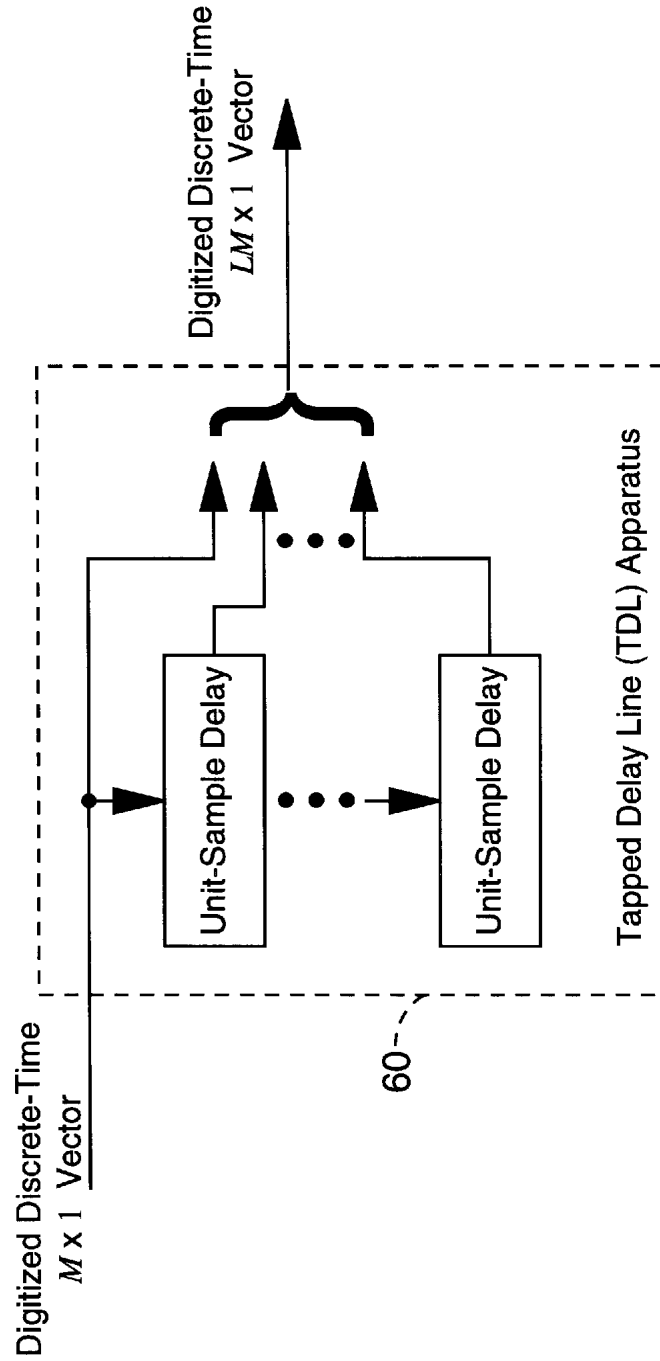 Digitized Discrete-Time
M x 1 Vector
Digitized Discrete-Time
LM x 1 Vector
Unit-Sample Delay
Unit-Sample Delay
60
Tapped Delay Line (TDL) Apparatus